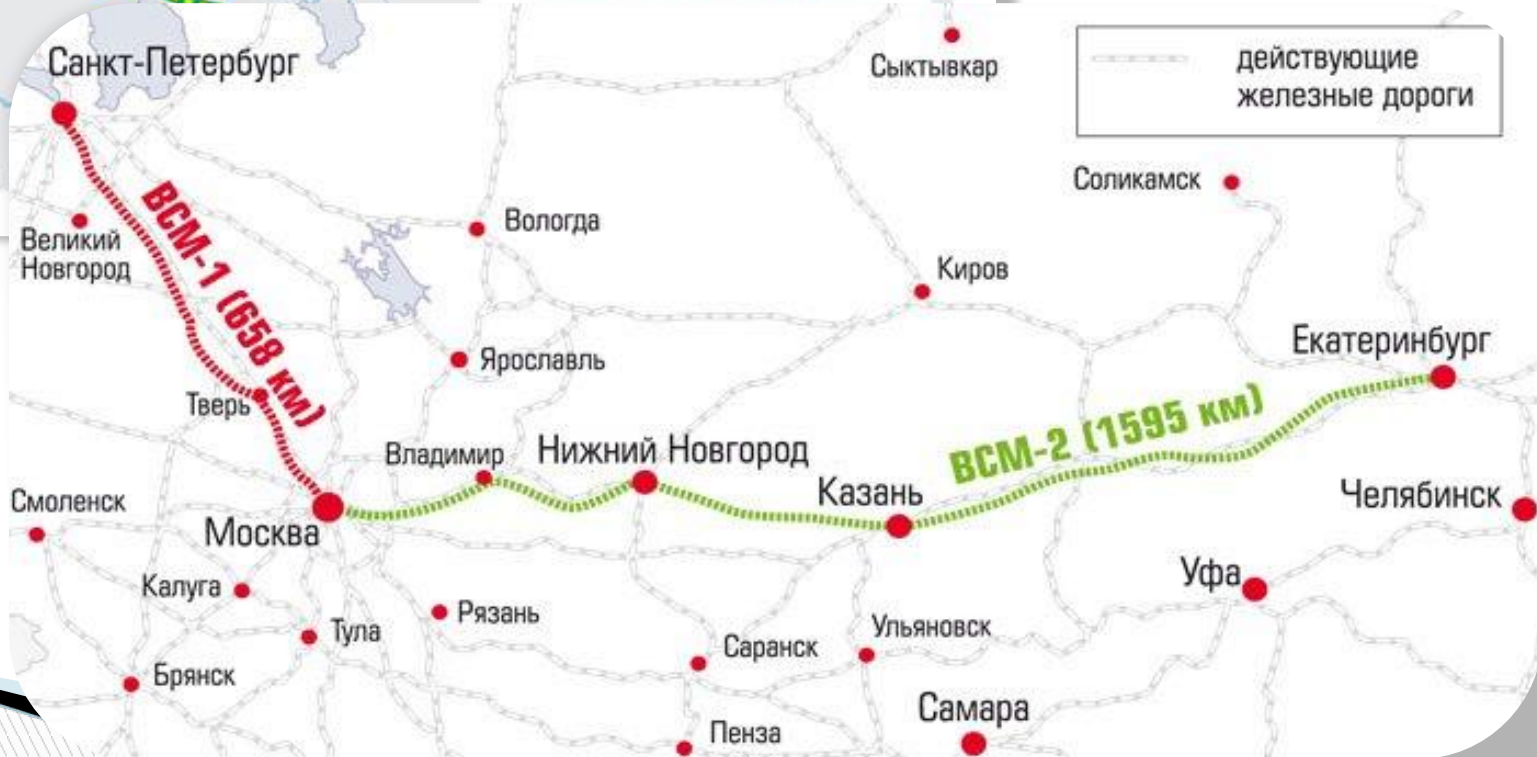 Санкт-Петербург
Сыктывкар
действующие
железные дороги
Соликамск
ВСМ-1 (658 км)
Великий
Новгород
Вологда
Киров
Екатеринбург
Ярославль
Тверь
ВСМ-2 (1595 км)
Владимир
Нижний Новгород
Казань
Челябинск
Смоленск
Москва
Калуга
Уфа
Рязань
Тула
Ульяновск
Саранск
Брянск
Самара
Пенза